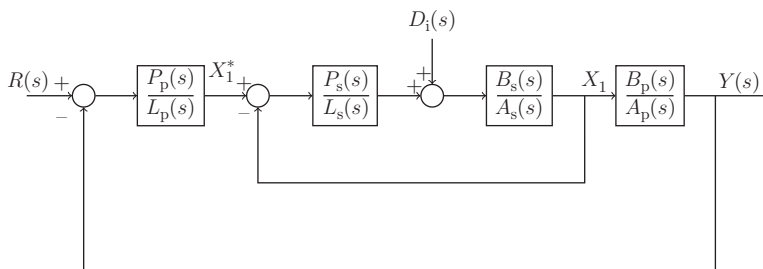 D_i(s)
R(s) + − P_p(s)/L_p(s) X_1^* + − P_s(s)/L_s(s) + + B_s(s)/A_s(s) X_1 B_p(s)/A_p(s) Y(s)